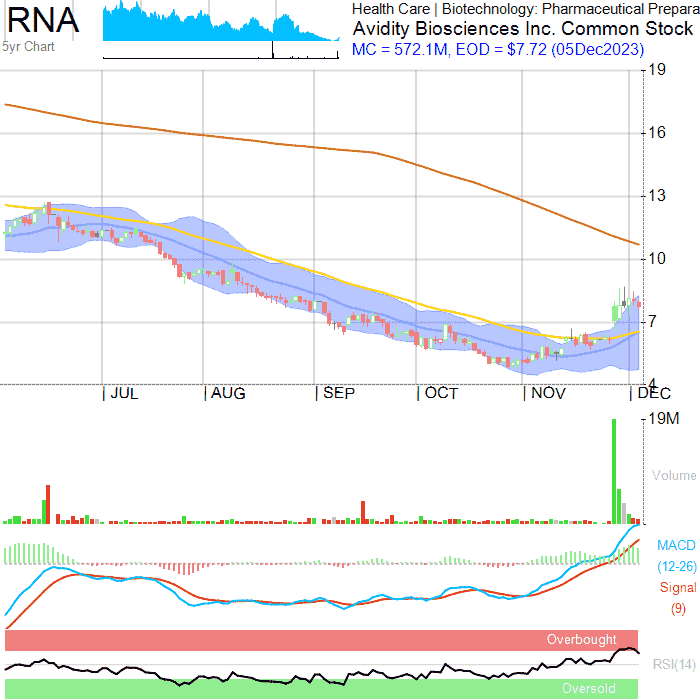 RNA
5yr Chart
Health Care | Biotechnology: Pharmaceutical Prepara
Avidity Biosciences Inc. Common Stock
MC = 572.1M, EOD = $7.72 (05Dec2023)
19
16
13
10
7
4
JUL AUG SEP OCT NOV DEC
19M
Volume
MACD
(12-26)
Signal
(9)
Overbought
RSI(14)
Oversold